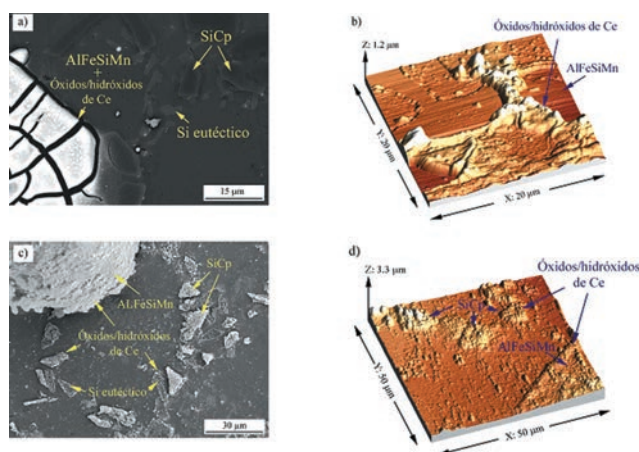 a)
SiCp
AlFeSiMn
+
Óxidos/hidróxidos
de Ce
Si eutéctico
15 µm
b)
Óxidos/hidróxidos de Ce
Z: 1.2 µm
AlFeSiMn
Y: 20 µm
X: 20 µm
c)
SiCp
ALFeSiMn
Óxidos/hidróxidos
de Ce
Si eutéctico
30 µm
d)
Z: 3.3 µm
Óxidos/hidróxidos
de Ce
SiCp
AlFeSiMn
Y: 50 µm
X: 50 µm